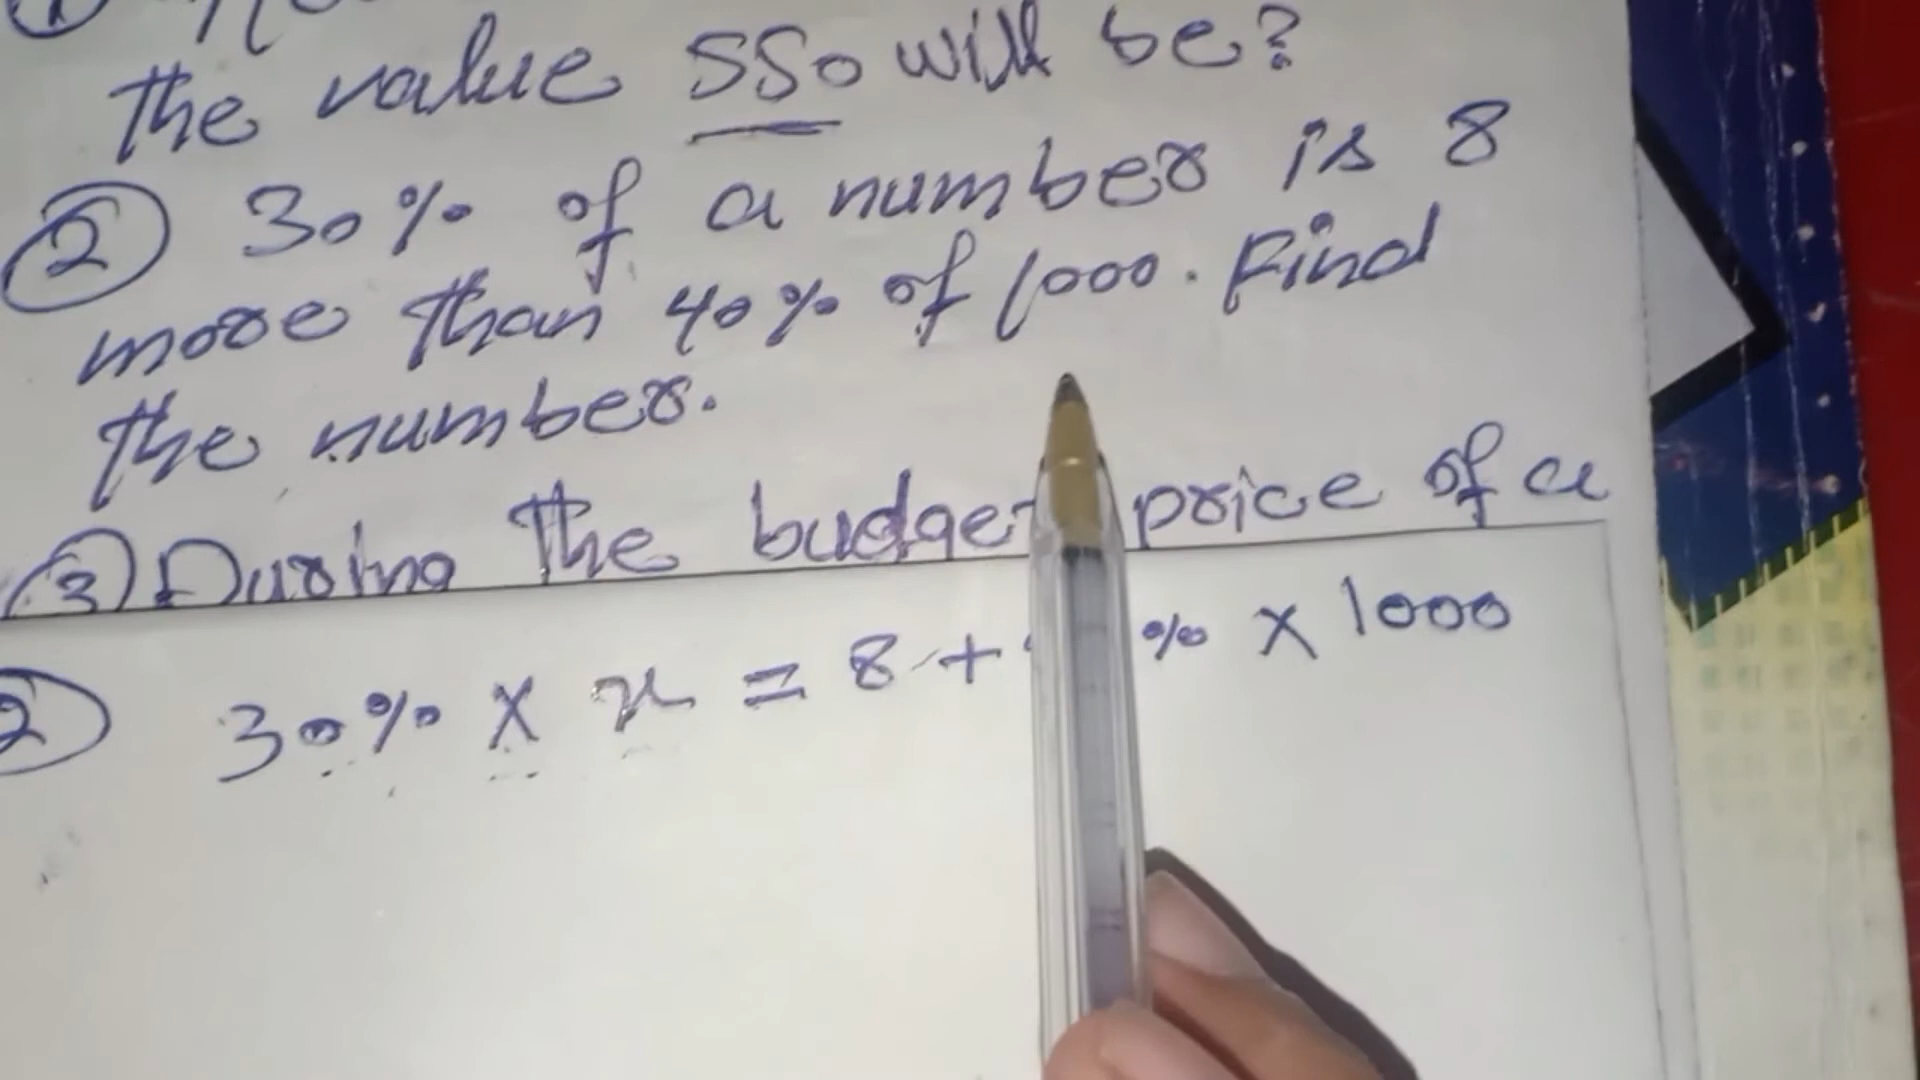 the value 550 will be?
② 30% of a number is 8
more than 40% of 1000. Find
the number.
③ During the budget price of a
2 30% × x = 8 + % × 1000